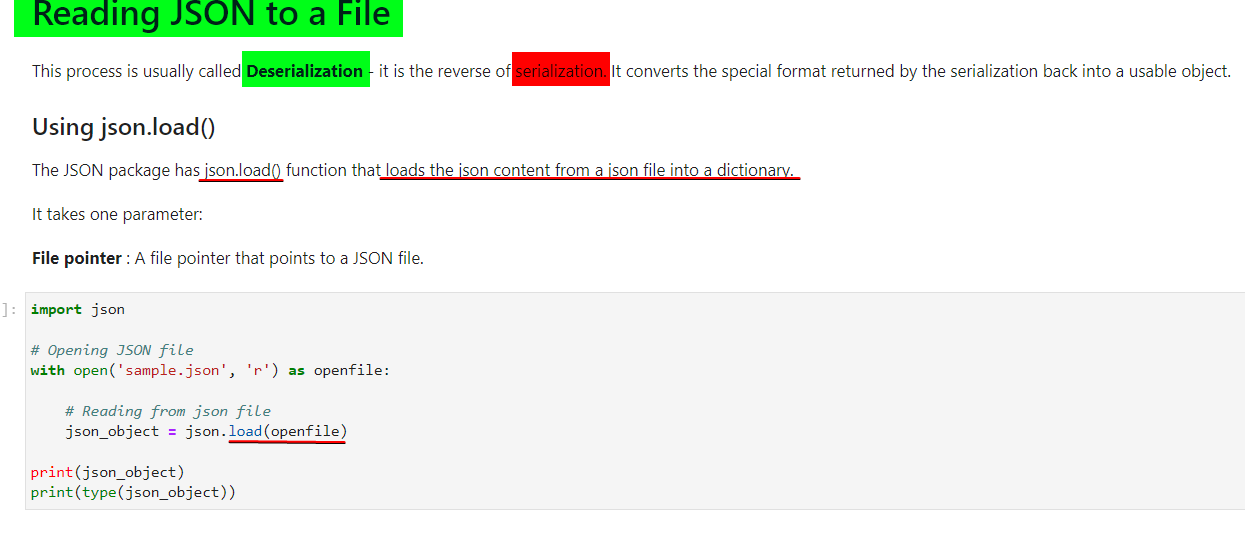 Reading JSON to a File
This process is usually called Deserialization - it is the reverse of serialization. It converts the special format returned by the serialization back into a usable object.
Using json.load()
The JSON package has json.load() function that loads the json content from a json file into a dictionary.
It takes one parameter:
File pointer : A file pointer that points to a JSON file.
]:
import json
# Opening JSON file
with open('sample.json', 'r') as openfile:
    # Reading from json file
    json_object = json.load(openfile)
print(json_object)
print(type(json_object))